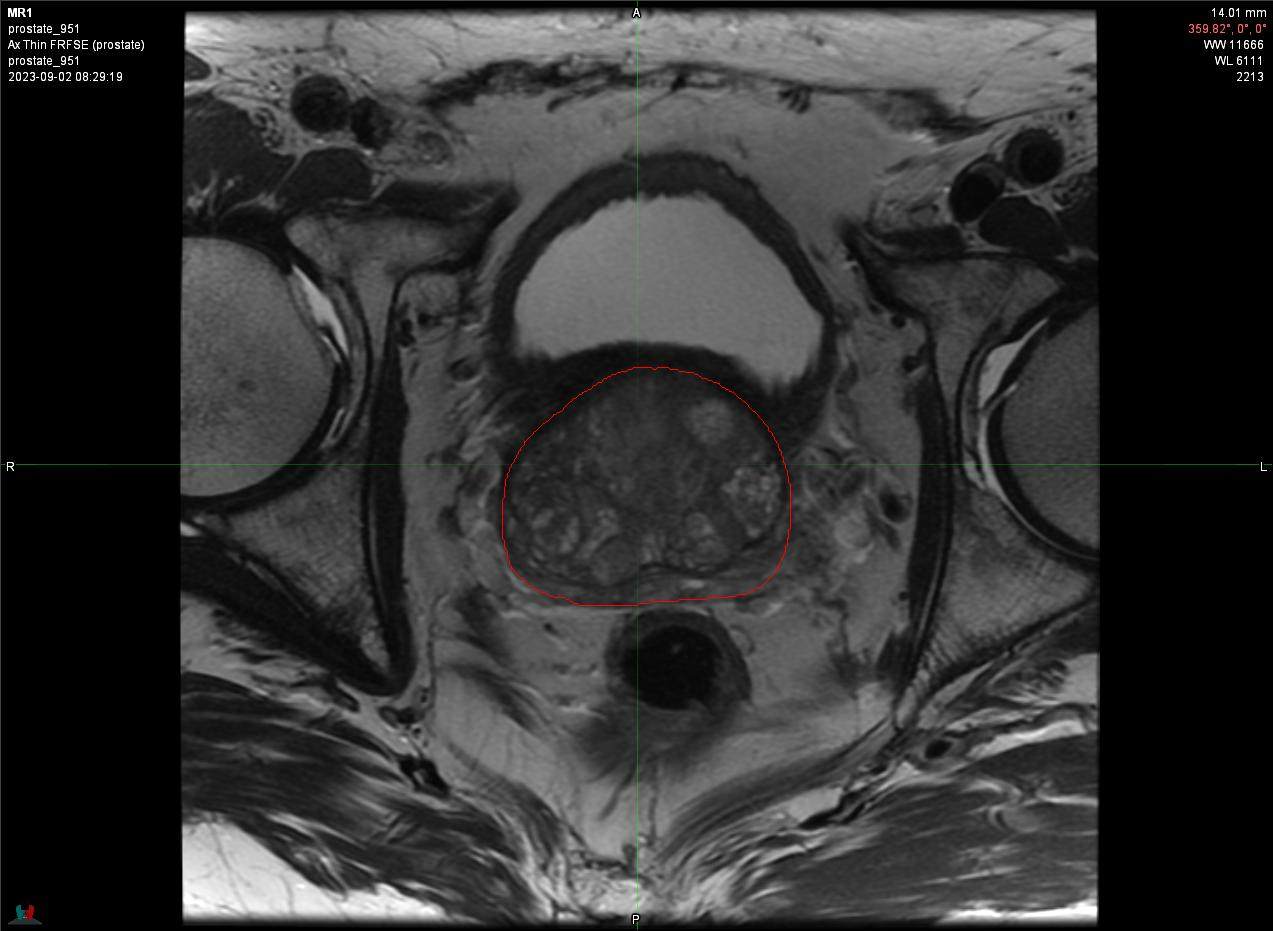 MR1
prostate_951
Ax Thin FRFSE (prostate)
prostate_951
2023-09-02 08:29:19
A
14.01 mm
359.82°, 0°, 0°
WW 11666
WL 6111
2213
R
L
P